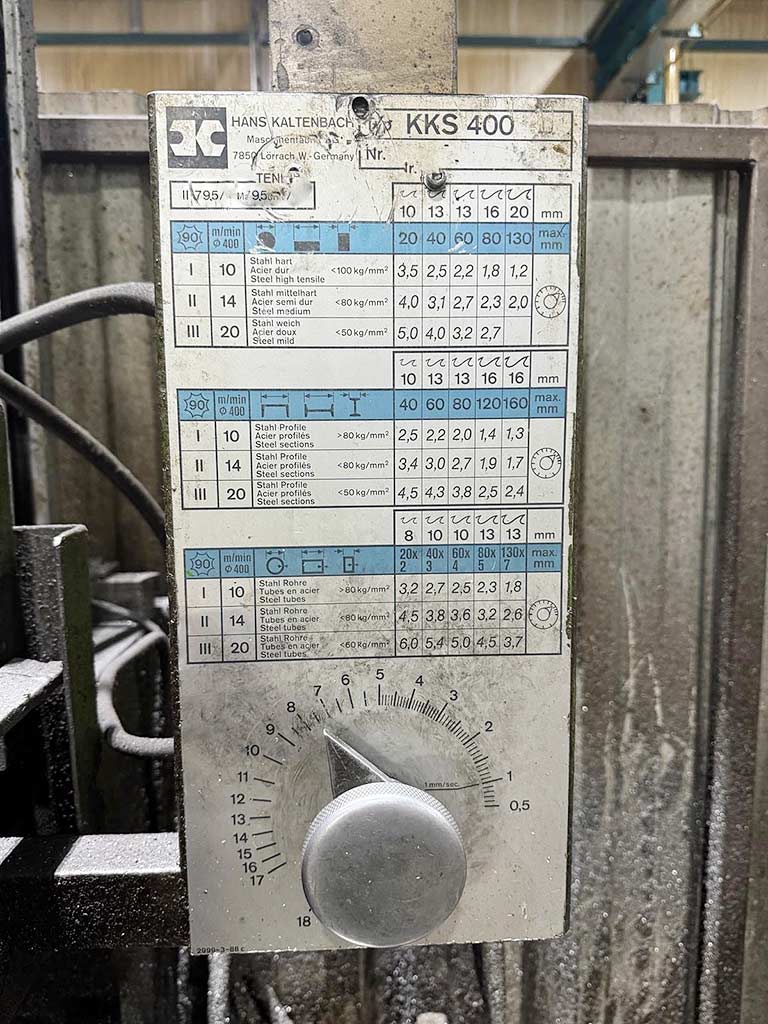 HANS KALTENBACH
KKS 400
7850 Lörrach W.-Germany
Nr.
10 13 13 16 20 mm
90 m/min ø 400 20 40 60 80 130 max. mm
I 10 Stahl hart Acier dur Steel high tensile <100 kg/mm² 3,5 2,5 2,2 1,8 1,2
II 14 Stahl mittelhart Acier semi dur Steel medium <80 kg/mm² 4,0 3,1 2,7 2,3 2,0
III 20 Stahl weich Acier doux Steel mild <50 kg/mm² 5,0 4,0 3,2 2,7
10 13 13 16 16 mm
90 m/min ø 400 40 60 80 120 160 max. mm
I 10 Stahl Profile Acier profilés Steel sections >80 kg/mm² 2,5 2,2 2,0 1,4 1,3
II 14 Stahl Profile Acier profilés Steel sections <80 kg/mm² 3,4 3,0 2,7 1,9 1,7
III 20 Stahl Profile Acier profilés Steel sections <50 kg/mm² 4,5 4,3 3,8 2,5 2,4
8 10 10 13 13 mm
90 m/min ø 400 20x2 40x3 60x4 80x5 130x7 max. mm
I 10 Stahl Rohre Tubes en acier Steel tubes >80 kg/mm² 3,2 2,7 2,5 2,3 1,8
II 14 Stahl Rohre Tubes en acier Steel tubes <80 kg/mm² 4,5 3,8 3,6 3,2 2,6
III 20 Stahl Rohre Tubes en acier Steel tubes <60 kg/mm² 6,0 5,4 5,0 4,5 3,7
0,5 1 2 3 4 5 6 7 8 9 10 11 12 13 14 15 16 17 18
1 mm/sec.
2999-3-86 c